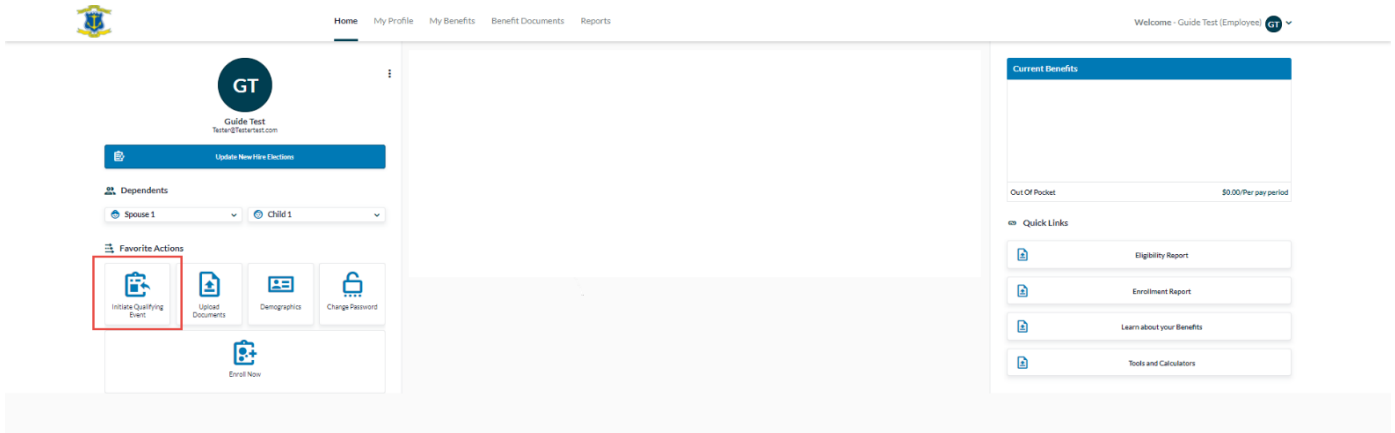 Home My Profile My Benefits Benefit Documents Reports
Welcome - Guide Test (Employee) GT
GT
Guide Test
Tester@Testertest.com
Update New Hire Elections
Dependents
Spouse 1
Child 1
Favorite Actions
Initiate Qualifying
Event
Upload
Documents
Demographics
Change Password
Enroll Now
Current Benefits
Out Of Pocket $0.00/Per pay period
Quick Links
Eligibility Report
Enrollment Report
Learn about your Benefits
Tools and Calculators